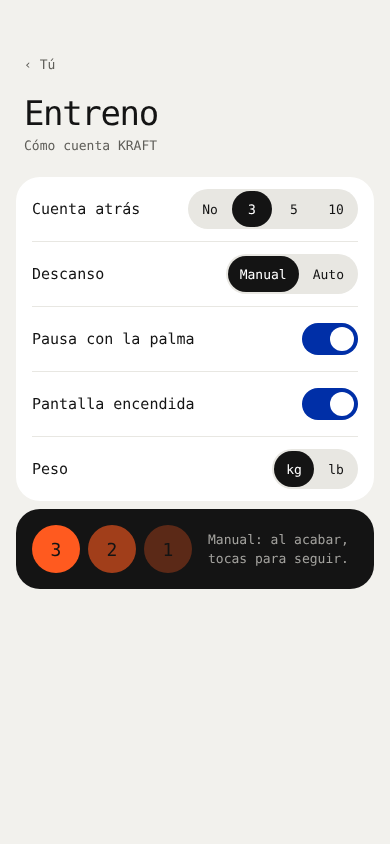 ‹ Tú
Entreno
Cómo cuenta KRAFT
Cuenta atrás No 3 5 10
Descanso Manual Auto
Pausa con la palma
Pantalla encendida
Peso kg lb
3 2 1
Manual: al acabar,
tocas para seguir.